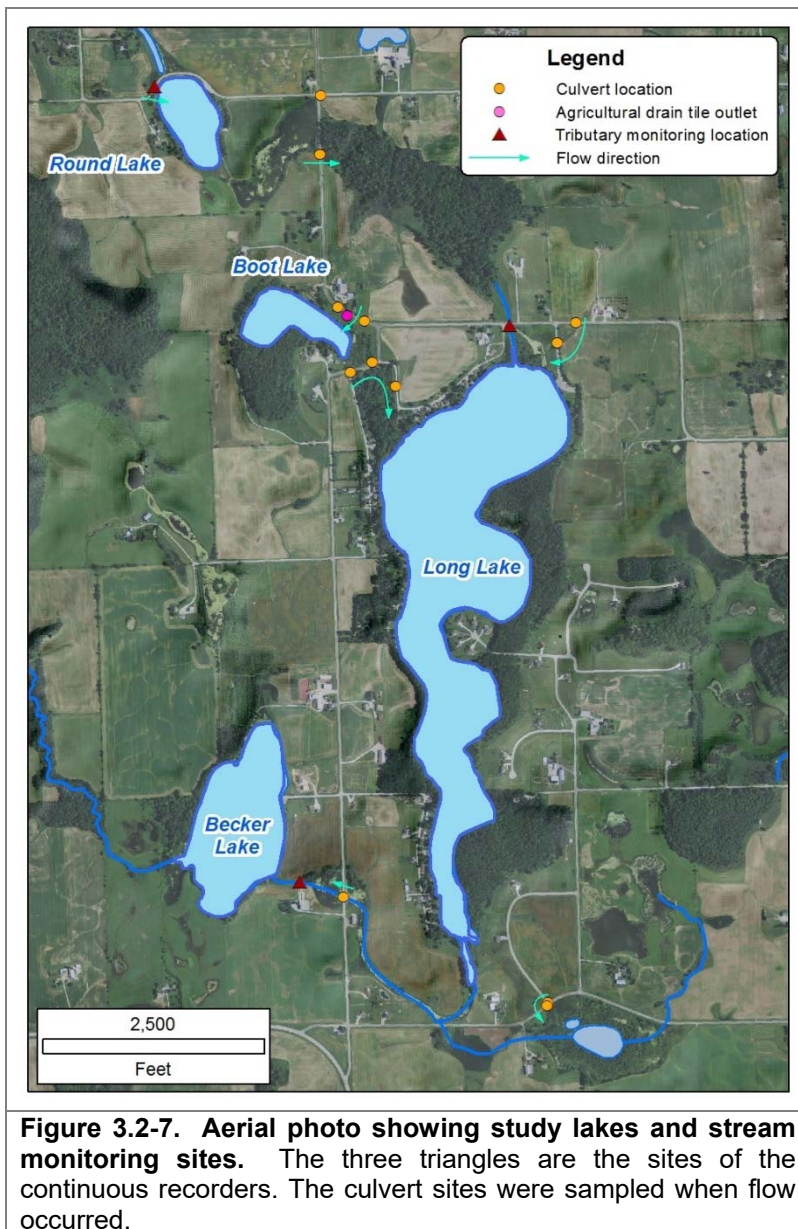 Legend
Culvert location
Agricultural drain tile outlet
Tributary monitoring location
Flow direction
Round Lake
Boot Lake
Long Lake
Becker
Lake
2,500
Feet
Figure 3.2-7. Aerial photo showing study lakes and stream
monitoring sites. The three triangles are the sites of the
continuous recorders. The culvert sites were sampled when flow
occurred.